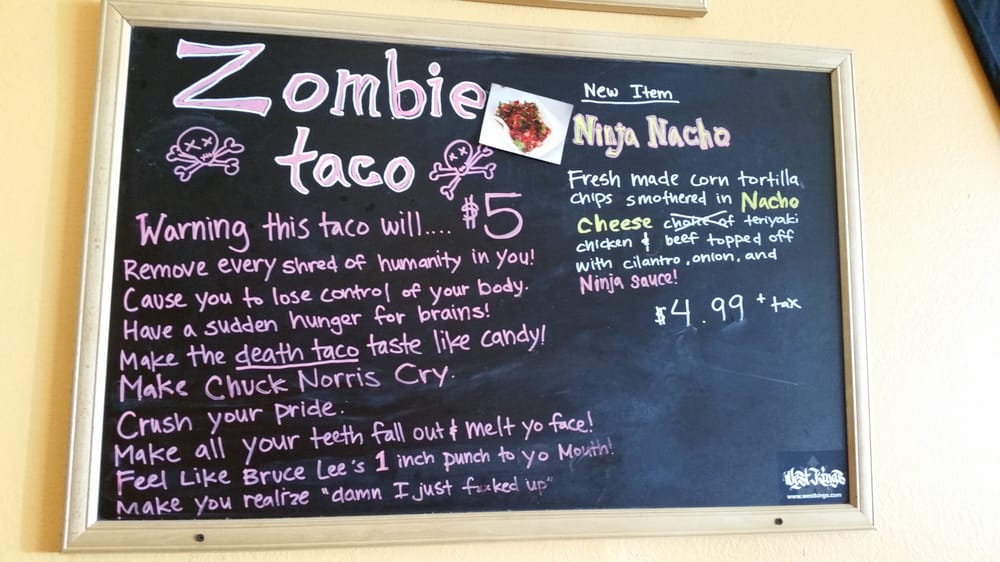 Zombie
taco
$5
Warning this taco will....
Remove every shred of humanity in you!
Cause you to lose control of your body.
Have a sudden hunger for brains!
Make the death taco taste like candy!
Make Chuck Norris Cry.
Crush your pride.
Make all your teeth fall out & melt yo face!
Feel Like Bruce Lee's 1 inch punch to yo Mouth!
Make you realize "damn I just f**ked up"
New Item
Ninja Nacho
Fresh made corn tortilla
chips smothered in Nacho
Cheese choice of teriyaki
chicken & beef topped off
with cilantro, onion, and
Ninja sauce!
$4.99 + tax
West Kings
www.westkings.com